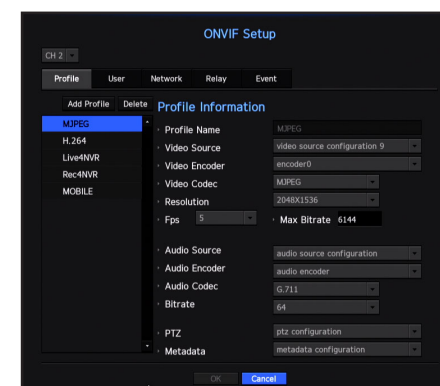 ONVIF Setup
CH 2
Profile User Network Relay Event
Add Profile Delete
MJPEG
H.264
Live4NVR
Rec4NVR
MOBILE
Profile Information
Profile Name MJPEG
Video Source video source configuration 9
Video Encoder encoder0
Video Codec MJPEG
Resolution 2048X1536
Fps 5 Max Bitrate 6144
Audio Source audio source configuration
Audio Encoder audio encoder
Audio Codec G.711
Bitrate 64
PTZ ptz configuration
Metadata metadata configuration
OK Cancel